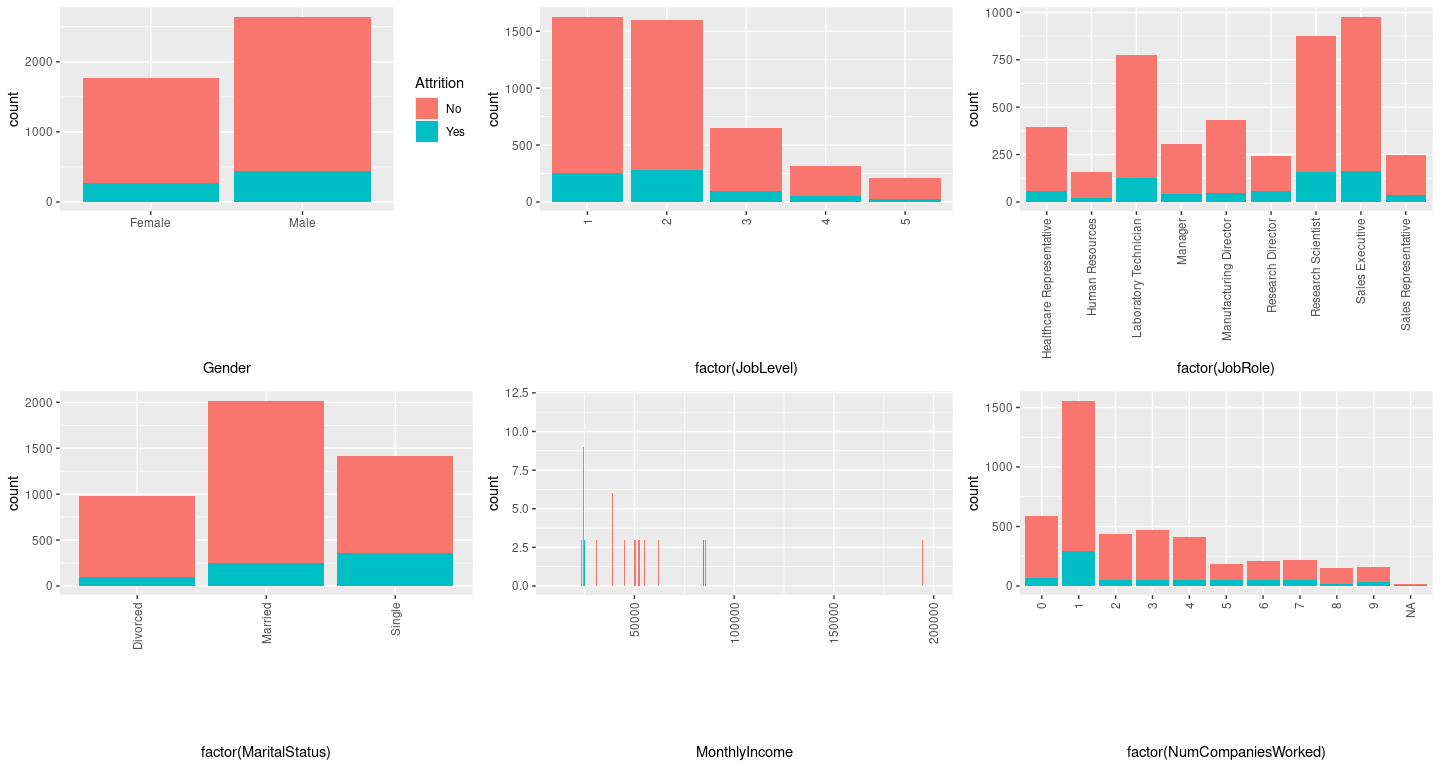 count
2000
1000
0
Female
Male
Gender
Attrition
No
Yes
count
1500
1000
500
0
1
2
3
4
5
factor(JobLevel)
count
1000
750
500
250
0
Healthcare Representative
Human Resources
Laboratory Technician
Manager
Manufacturing Director
Research Director
Research Scientist
Sales Executive
Sales Representative
factor(JobRole)
count
2000
1500
1000
500
0
Divorced
Married
Single
factor(MaritalStatus)
count
12.5
10.0
7.5
5.0
2.5
0.0
50000
100000
150000
200000
MonthlyIncome
count
1500
1000
500
0
0
1
2
3
4
5
6
7
8
9
NA
factor(NumCompaniesWorked)